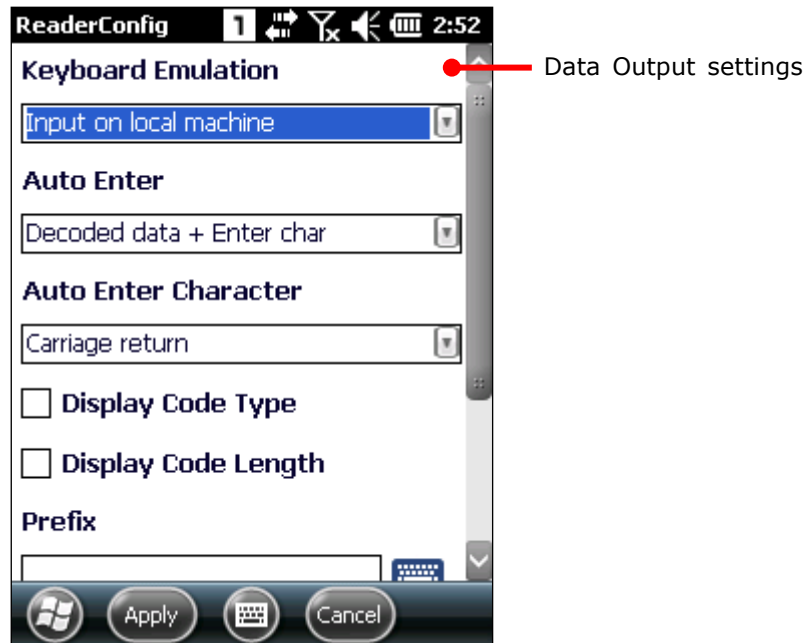 ReaderConfig 1 2:52
Keyboard Emulation
Data Output settings
Input on local machine
Auto Enter
Decoded data + Enter char
Auto Enter Character
Carriage return
Display Code Type
Display Code Length
Prefix
Apply Cancel